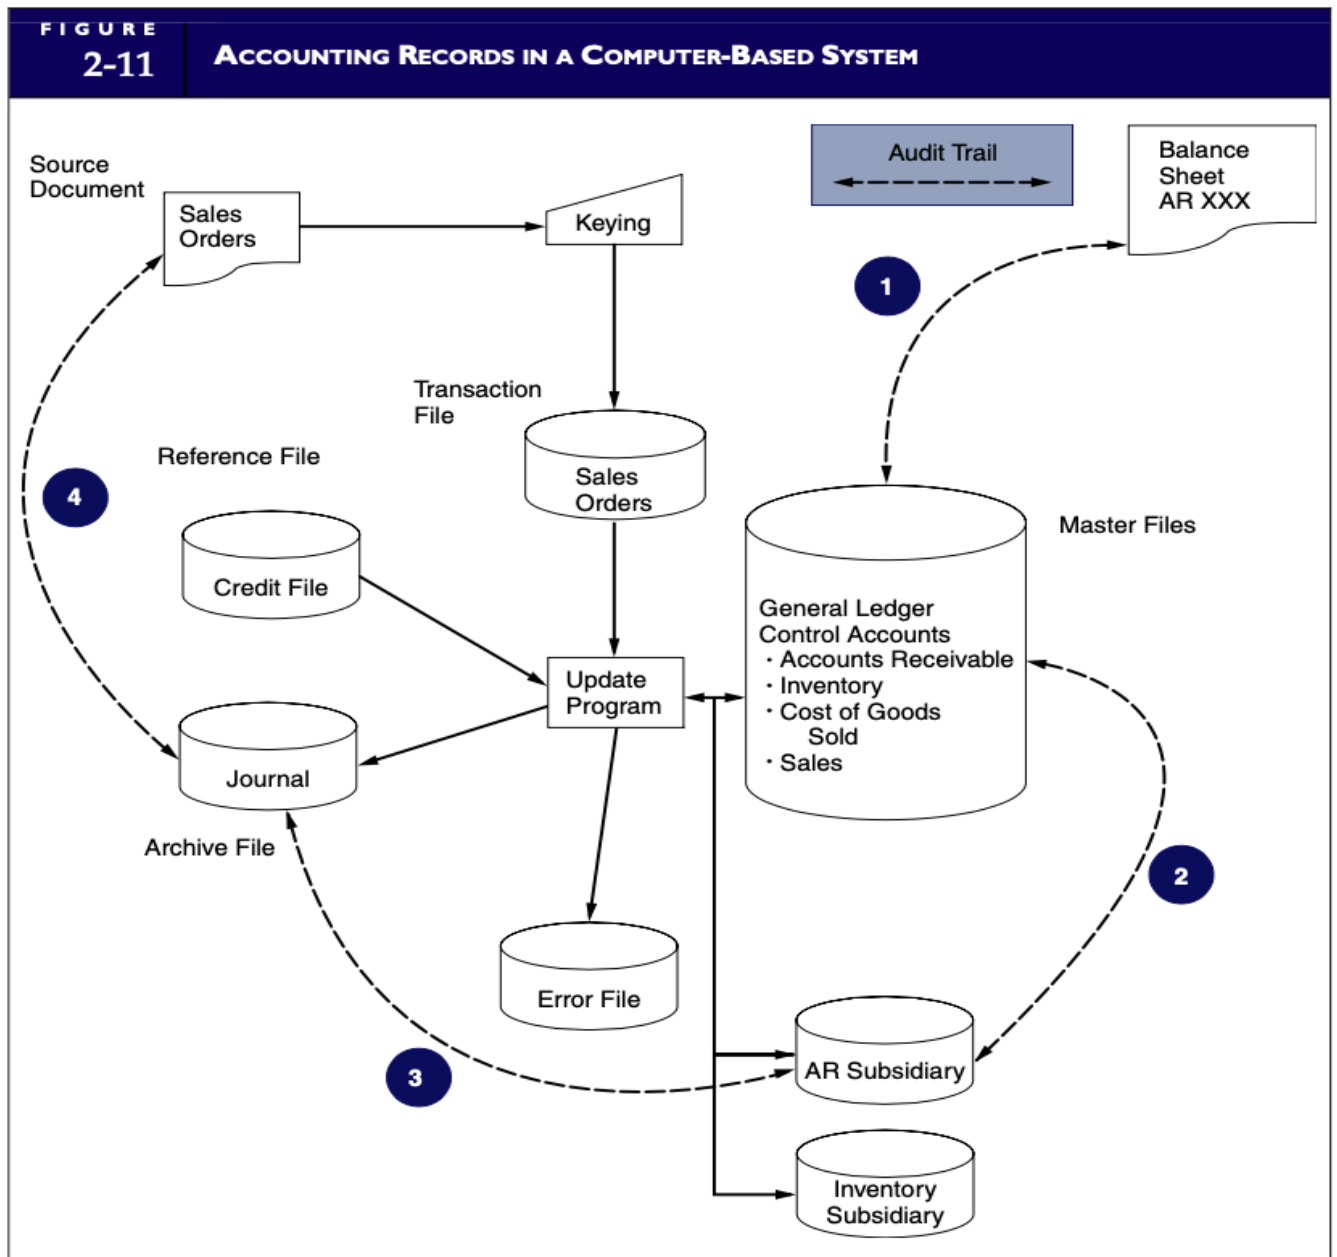 FIGURE
2-11
ACCOUNTING RECORDS IN A COMPUTER-BASED SYSTEM
Source
Document
Sales
Orders
Keying
Audit Trail
Balance
Sheet
AR XXX
1
Transaction
File
Sales
Orders
Reference File
4
Credit File
Master Files
General Ledger
Control Accounts
· Accounts Receivable
· Inventory
· Cost of Goods
Sold
· Sales
Update
Program
Journal
Archive File
2
Error File
3
AR Subsidiary
Inventory
Subsidiary